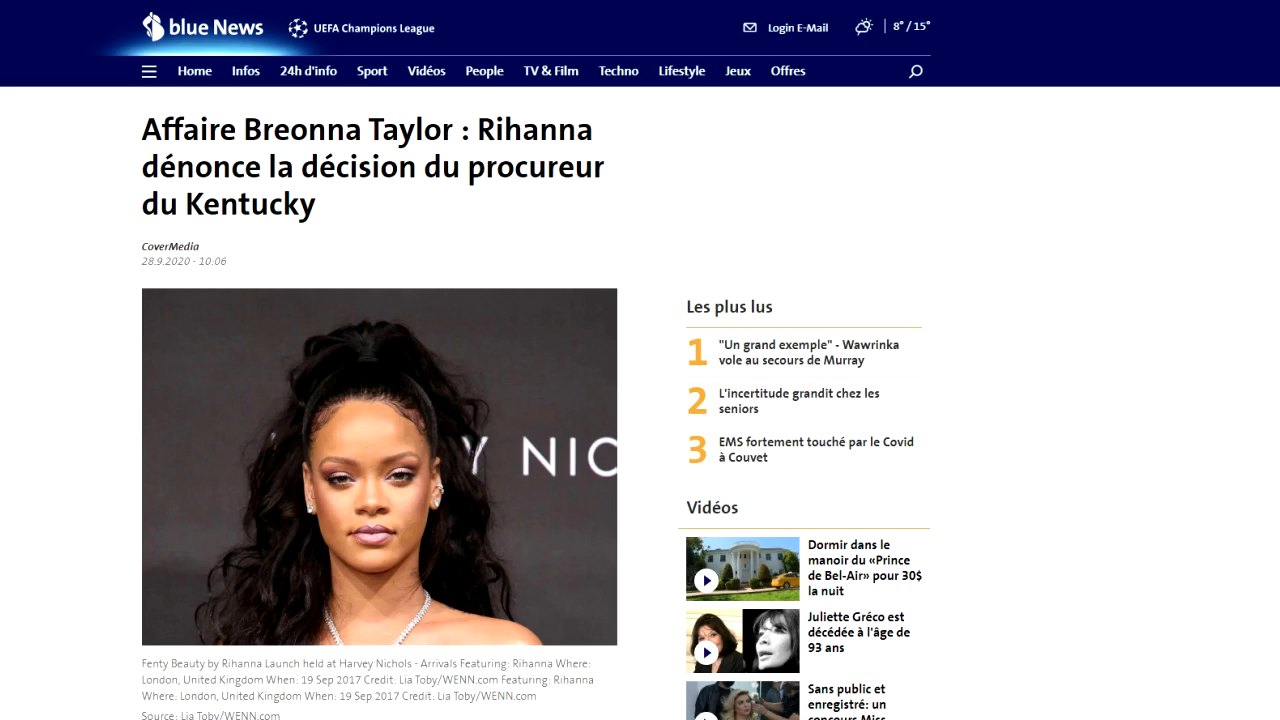 blue News
UEFA Champions League
Login E-Mail
8° / 15°
Home Infos 24h d'info Sport Vidéos People TV & Film Techno Lifestyle Jeux Offres
Affaire Breonna Taylor : Rihanna
dénonce la décision du procureur
du Kentucky
CoverMedia
28.9.2020 - 10:06
Y NIC
Fenty Beauty by Rihanna Launch held at Harvey Nichols - Arrivals Featuring: Rihanna Where:
London, United Kingdom When: 19 Sep 2017 Credit: Lia Toby/WENN.com Featuring: Rihanna
Where: London, United Kingdom When: 19 Sep 2017 Credit: Lia Toby/WENN.com
Source: Lia Toby/WENN.com
Les plus lus
1 "Un grand exemple" - Wawrinka
vole au secours de Murray
2 L'incertitude grandit chez les
seniors
3 EMS fortement touché par le Covid
à Couvet
Vidéos
Dormir dans le
manoir du «Prince
de Bel-Air» pour 30$
la nuit
Juliette Gréco est
décédée à l'âge de
93 ans
Sans public et
enregistré: un
concours Miss